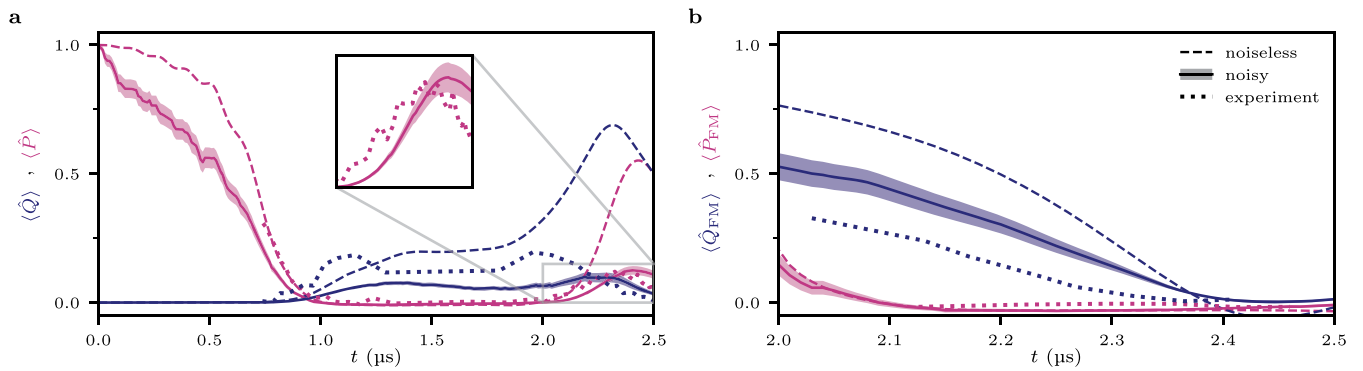 a
⟨Q̂⟩ , ⟨P̂⟩
1.0
0.5
0.0
0.0 0.5 1.0 1.5 2.0 2.5
t (µs)
b
⟨Q̂FM⟩ , ⟨P̂FM⟩
1.0
0.5
0.0
noiseless
noisy
experiment
2.0 2.1 2.2 2.3 2.4 2.5
t (µs)